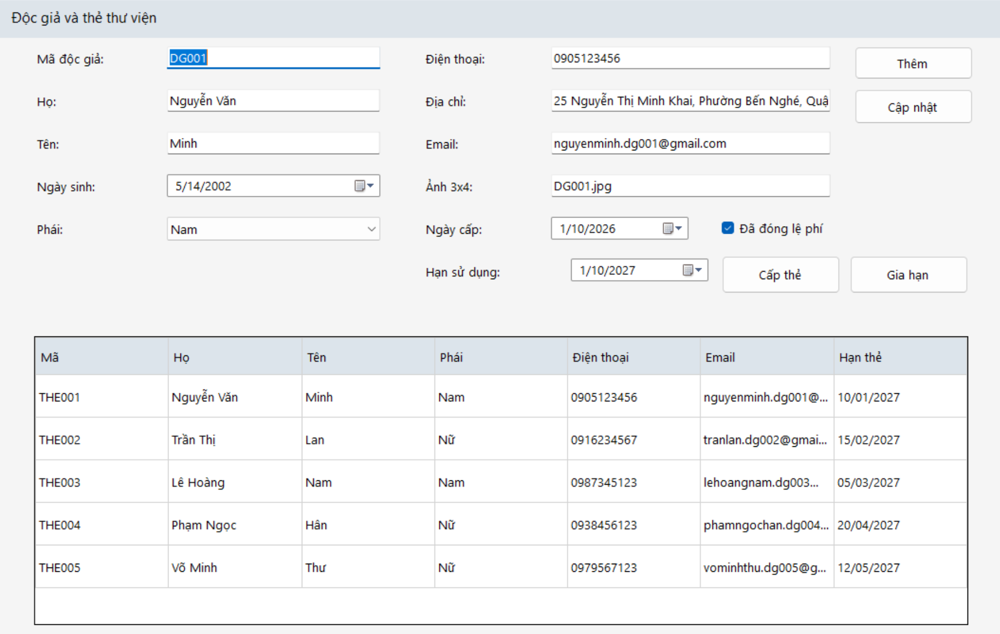 Độc giả và thẻ thư viện
Mã độc giả: DG001 Điện thoại: 0905123456 Thêm
Họ: Nguyễn Văn Địa chỉ: 25 Nguyễn Thị Minh Khai, Phường Bến Nghé, Quậ Cập nhật
Tên: Minh Email: nguyenminh.dg001@gmail.com
Ngày sinh: 5/14/2002 Ảnh 3x4: DG001.jpg
Phái: Nam Ngày cấp: 1/10/2026 Đã đóng lệ phí
Hạn sử dụng: 1/10/2027 Cấp thẻ Gia hạn
Mã Họ Tên Phái Điện thoại Email Hạn thẻ
THE001 Nguyễn Văn Minh Nam 0905123456 nguyenminh.dg001@... 10/01/2027
THE002 Trần Thị Lan Nữ 0916234567 tranlan.dg002@gmai... 15/02/2027
THE003 Lê Hoàng Nam Nam 0987345123 lehoangnam.dg003... 05/03/2027
THE004 Phạm Ngọc Hân Nữ 0938456123 phamngochan.dg004... 20/04/2027
THE005 Võ Minh Thư Nữ 0979567123 vominhthu.dg005@g... 12/05/2027